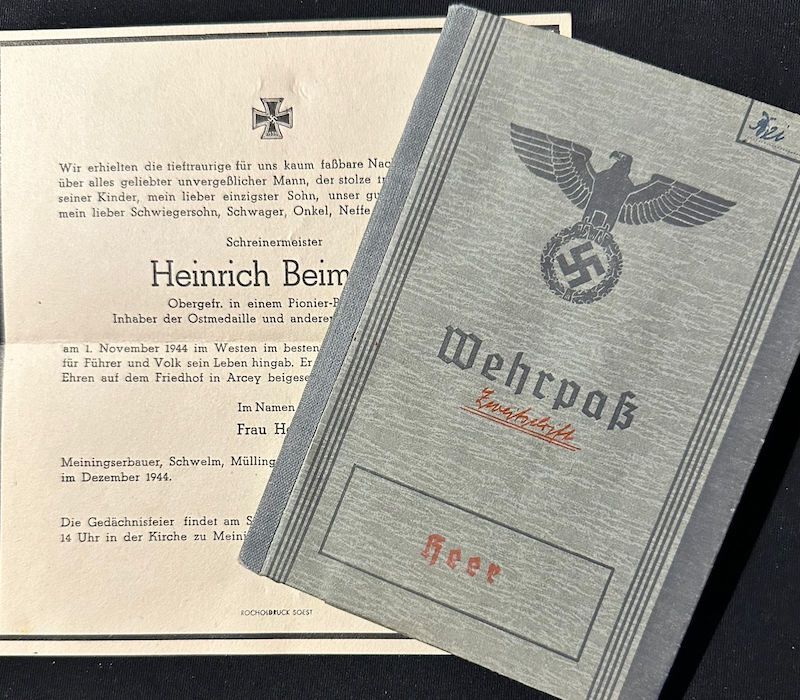 Wir erhielten die tieftraurige für uns kaum faßbare Nac
über alles geliebter unvergeßlicher Mann, der stolze
seiner Kinder, mein lieber einzigster Sohn, unser gu
mein lieber Schwiegersohn, Schwager, Onkel, Neffe
Schreinermeister
Heinrich Beim
Obergefr. in einem Pionier-
Inhaber der Ostmedaille und andere
am 1. November 1944 im Westen im besten
für Führer und Volk sein Leben hingab. Er
Ehren auf dem Friedhof in Arcey beigese
Im Namen
Frau He
Meiningserbauer, Schwelm, Mülling
im Dezember 1944.
Die Gedächnisfeier findet am S
14 Uhr in der Kirche zu Meini
ROCHOLDRUCK SOEST
Wehrpaß
Zweitschrift
Heer